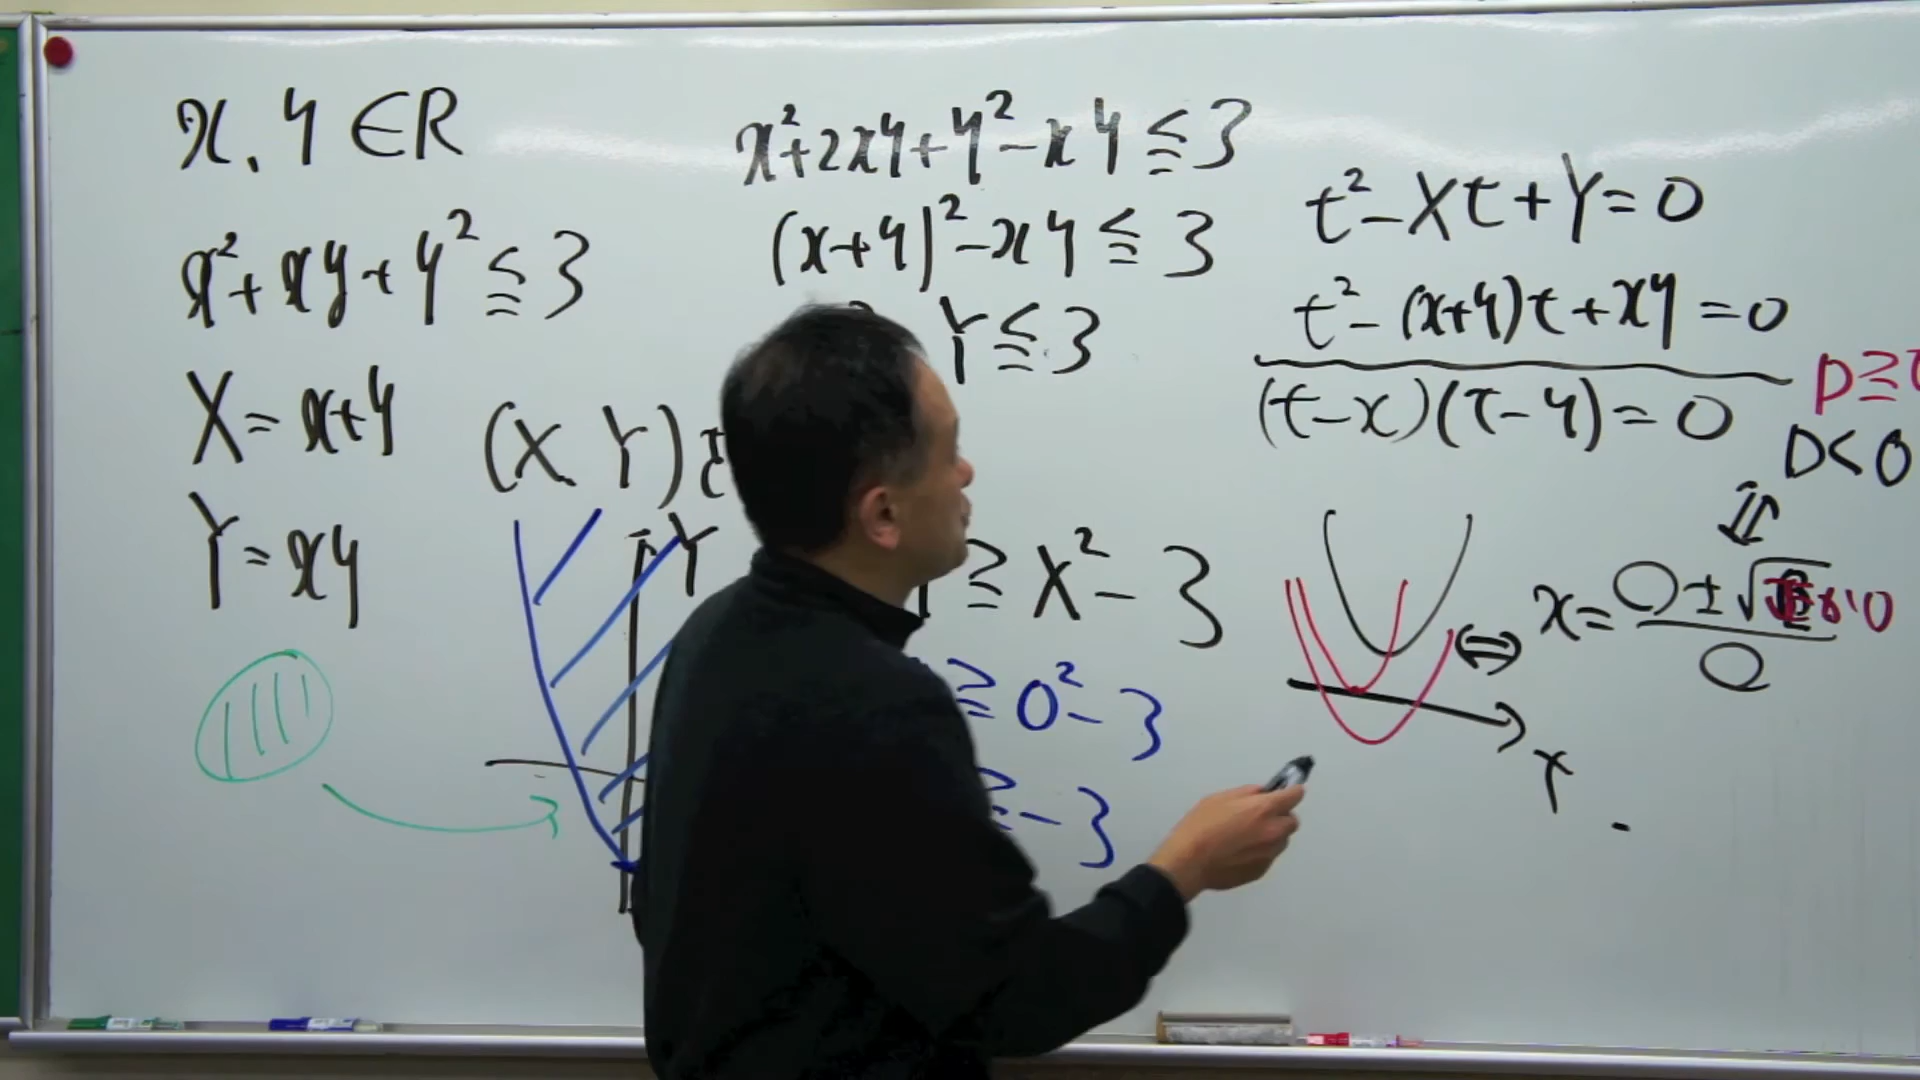 x, y ∈ R
x² + xy + y² ≦ 3
X = x+y
Y = xy
(X Y)
Y
x²+2xy+y²-xy ≦ 3
(x+y)²-xy ≦ 3
Y ≦ 3
≧ X² - 3
≧ 0² - 3
≧ -3
t² - Xt + Y = 0
t² - (x+y)t + xy = 0
(t-x)(t-y) = 0
D ≧
D < 0
⇔ x =
x